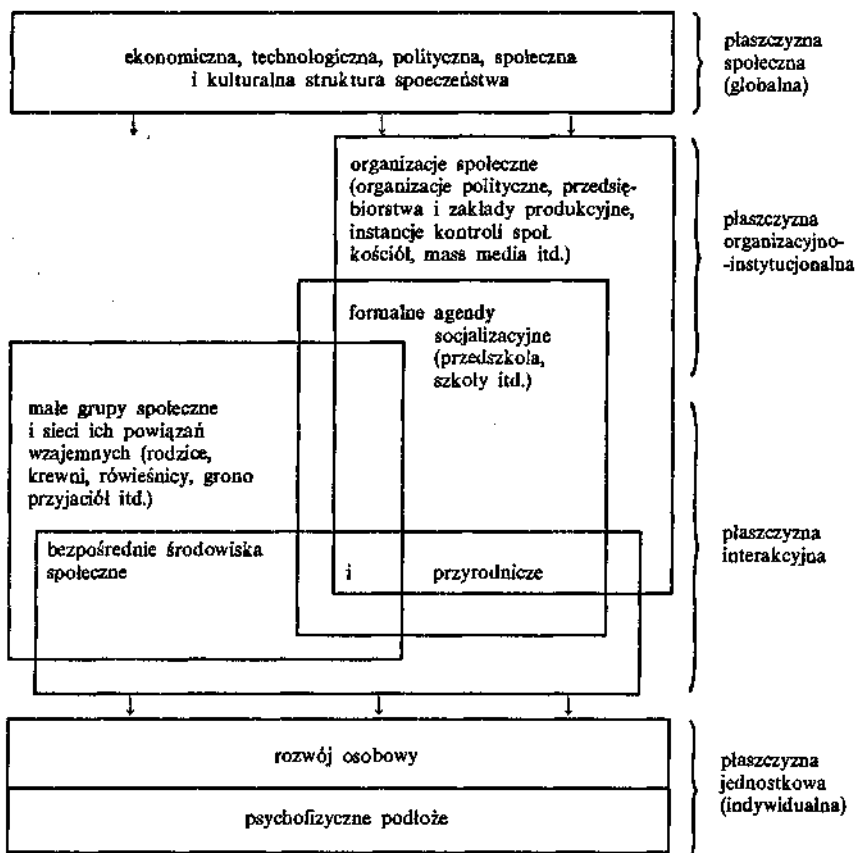 ekonomiczna, technologiczna, polityczna, społeczna
i kulturalna struktura społeczeństwa
płaszczyzna
społeczna
(globalna)
organizacje społeczne
(organizacje polityczne, przedsię-
biorstwa i zakłady produkcyjne,
instancje kontroli społ.
kościół, mass media itd.)
płaszczyzna
organizacyjno-
-instytucjonalna
formalne agendy
socjalizacyjne
(przedszkola,
szkoły itd.)
małe grupy społeczne
i sieci ich powiązań
wzajemnych (rodzice,
krewni, rówieśnicy, grono
przyjaciół itd.)
bezpośrednie środowiska
społeczne i przyrodnicze
płaszczyzna
interakcyjna
rozwój osobowy
psychofizyczne podłoże
płaszczyzna
jednostkowa
(indywidualna)